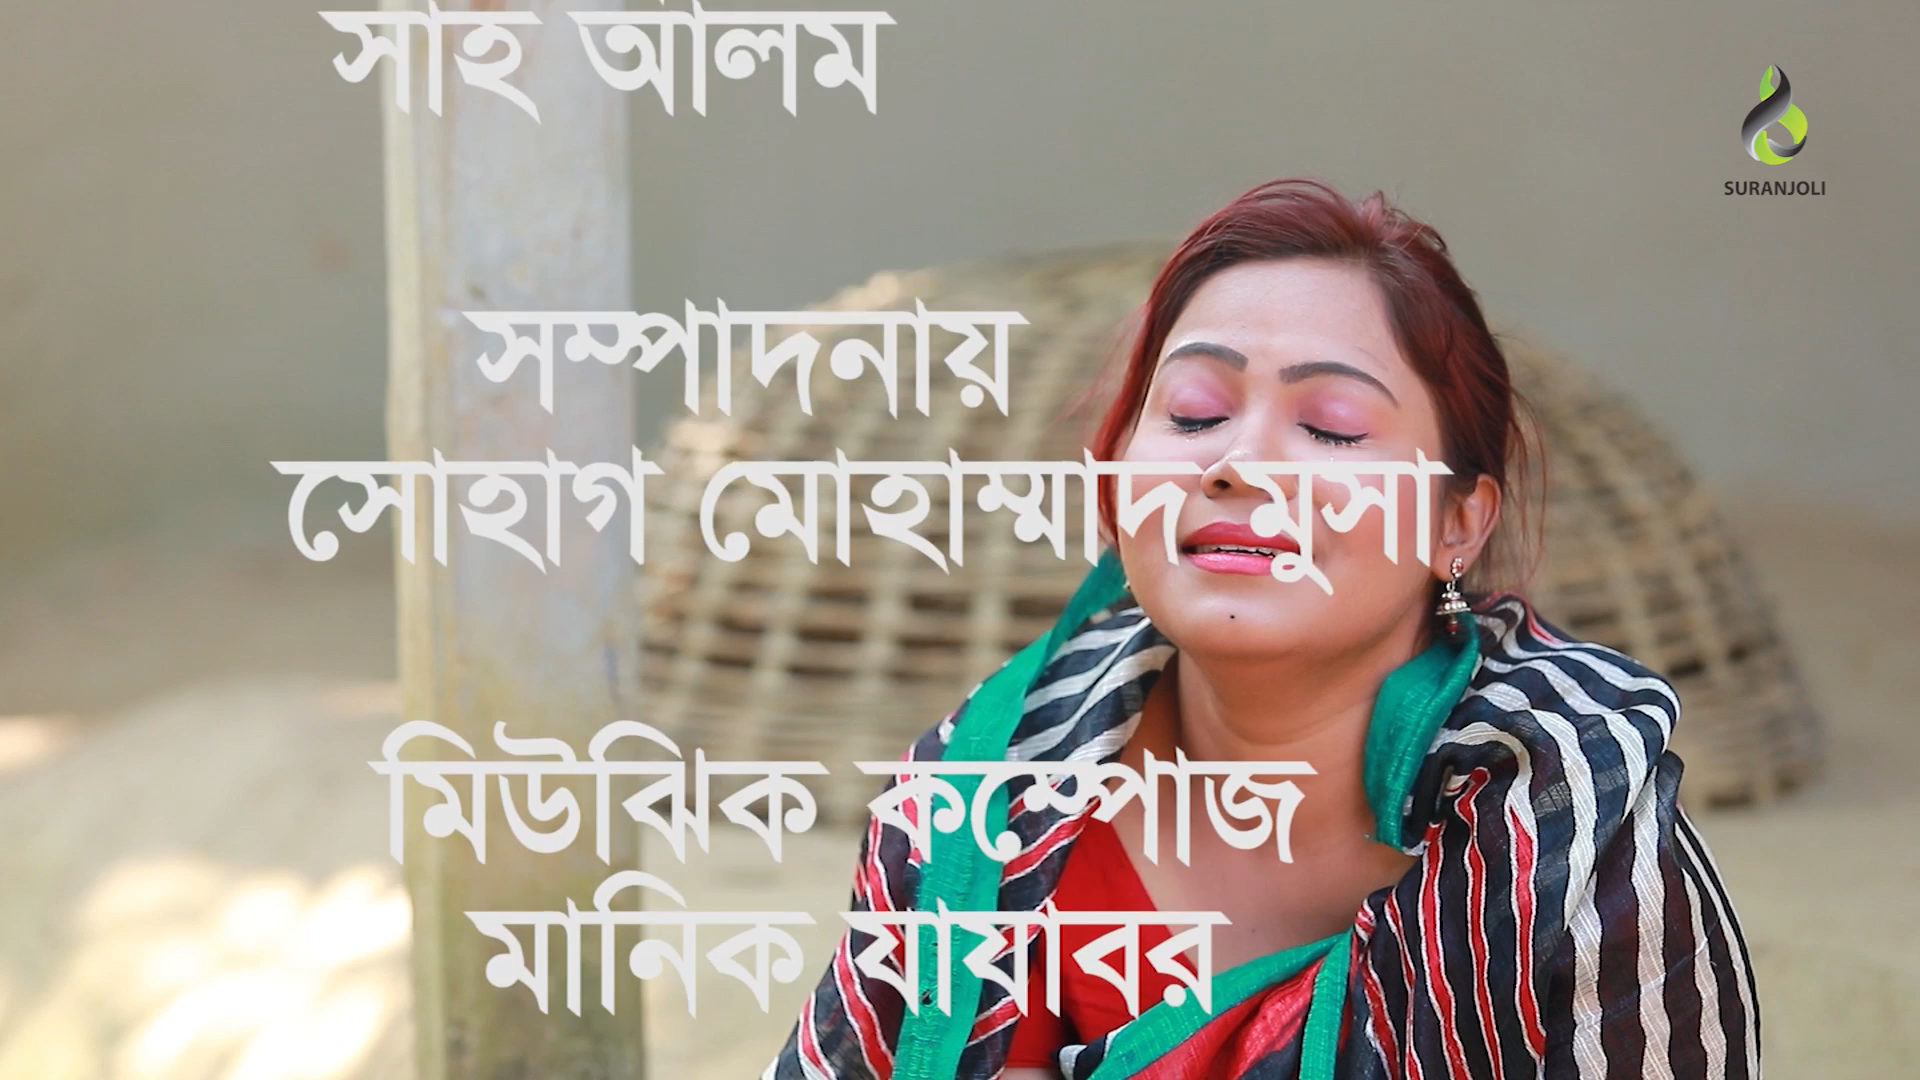 সাহ আলম
SURANJOLI
সম্পাদনায়
সোহাগ মোহাম্মাদ মুসা
মিউঝিক কম্পোজ
মানিক যাযাবর